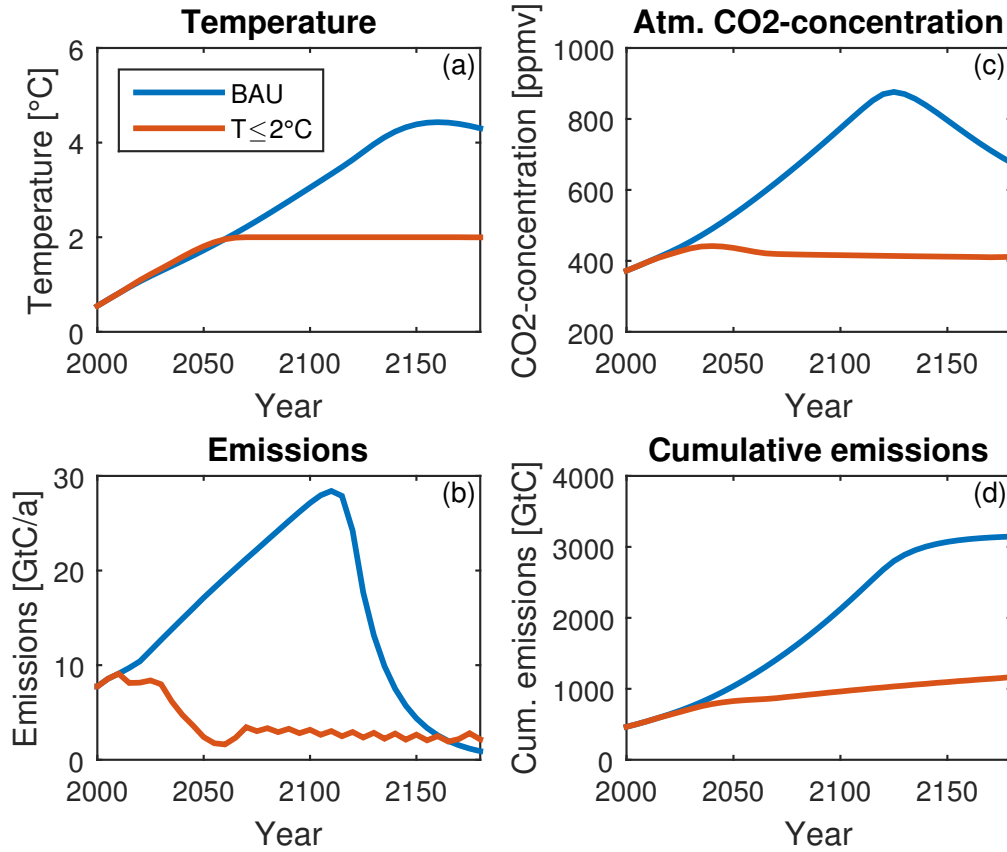 Temperature
(a)
Temperature [°C]
6
4
2
0
BAU
T≤2°C
2000
2050
2100
2150
Year
Atm. CO2-concentration
(c)
CO2-concentration [ppmv]
1000
800
600
400
200
2000
2050
2100
2150
Year
Emissions
(b)
Emissions [GtC/a]
30
20
10
0
2000
2050
2100
2150
Year
Cumulative emissions
(d)
Cum. emissions [GtC]
4000
3000
2000
1000
0
2000
2050
2100
2150
Year